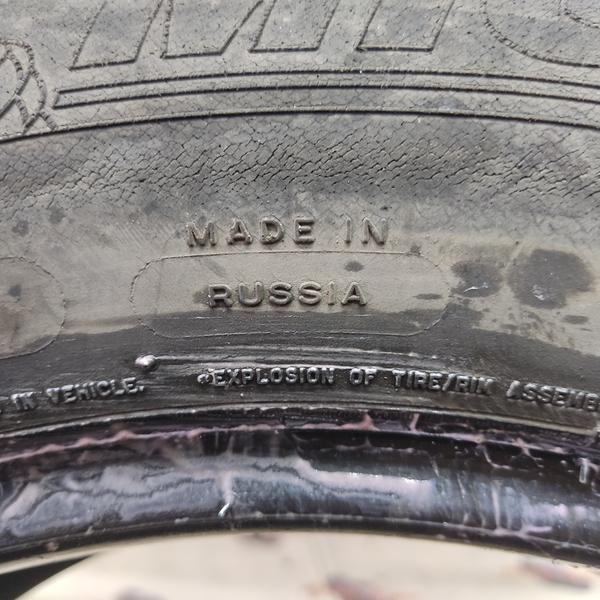 MADE IN
RUSSIA
IN VEHICLE. •EXPLOSION OF TIRE/RIM